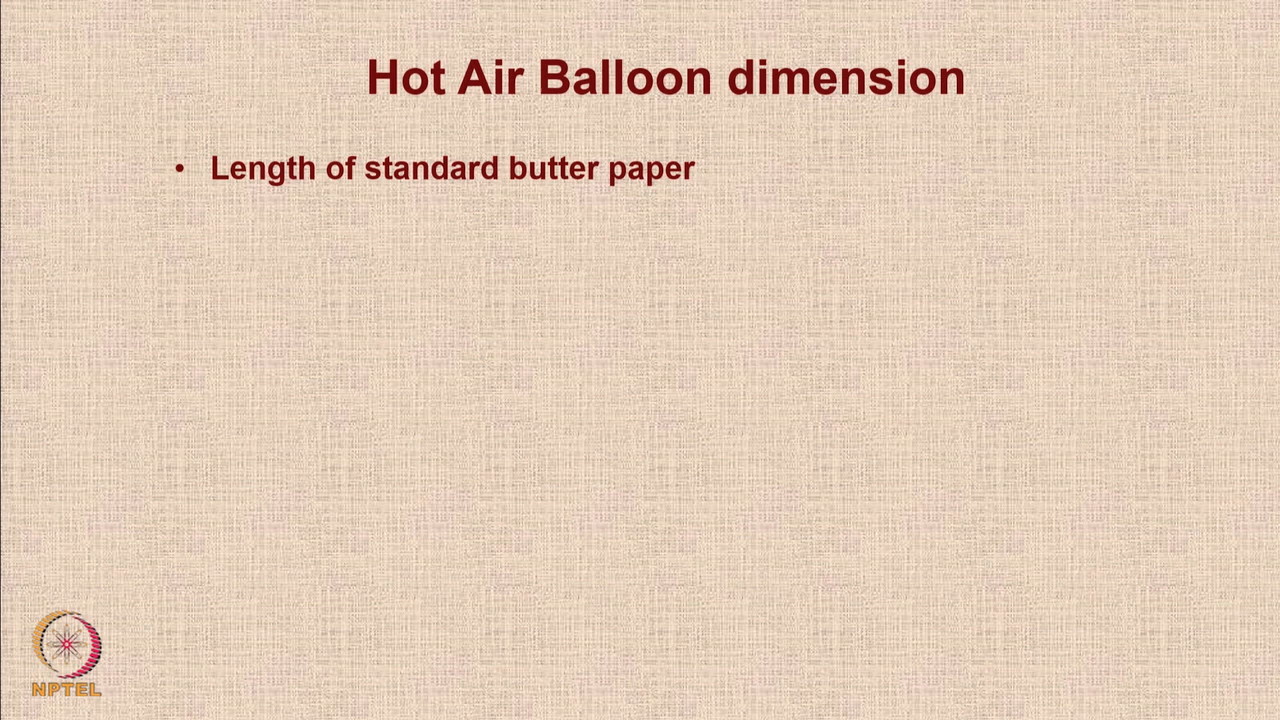 Hot Air Balloon dimension
• Length of standard butter paper
NPTEL